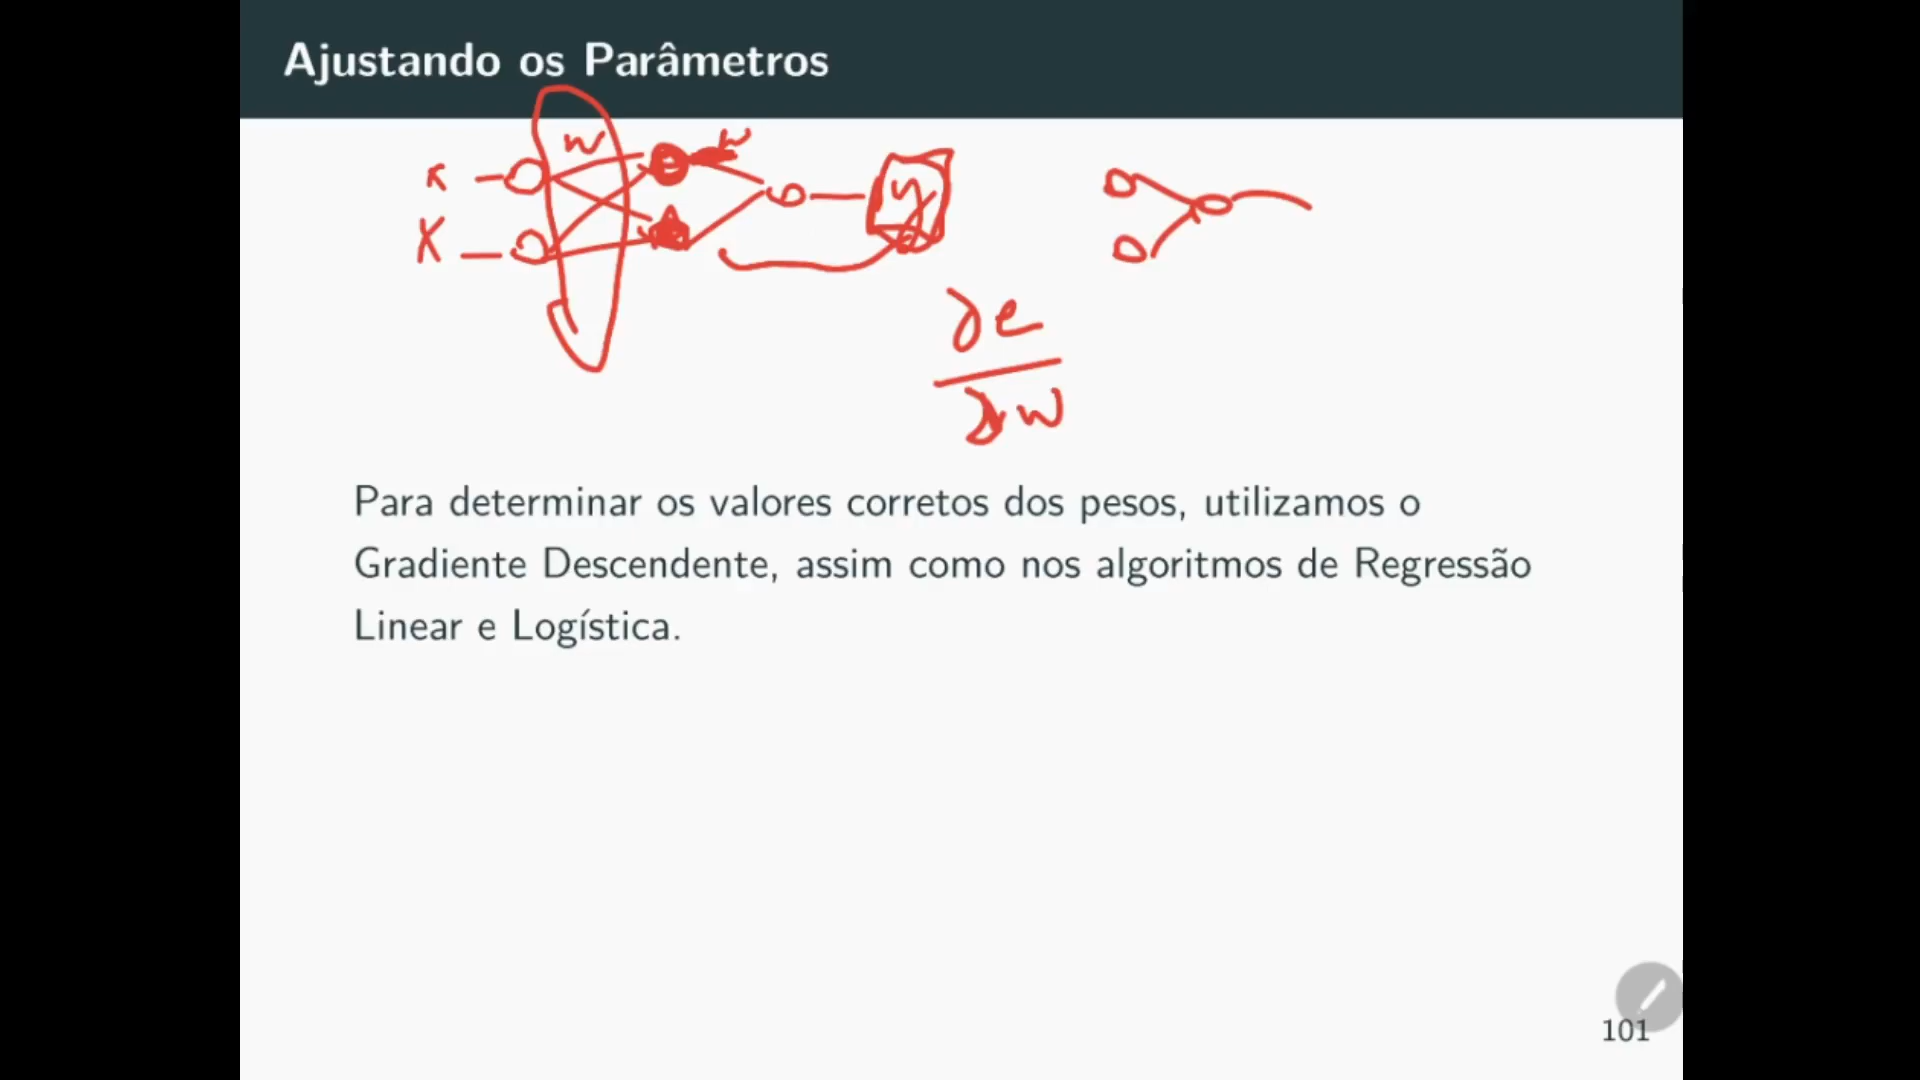 Ajustando os Parâmetros
w
w
x
y
X
∂e
∂w
Para determinar os valores corretos dos pesos, utilizamos o
Gradiente Descendente, assim como nos algoritmos de Regressão
Linear e Logística.
101